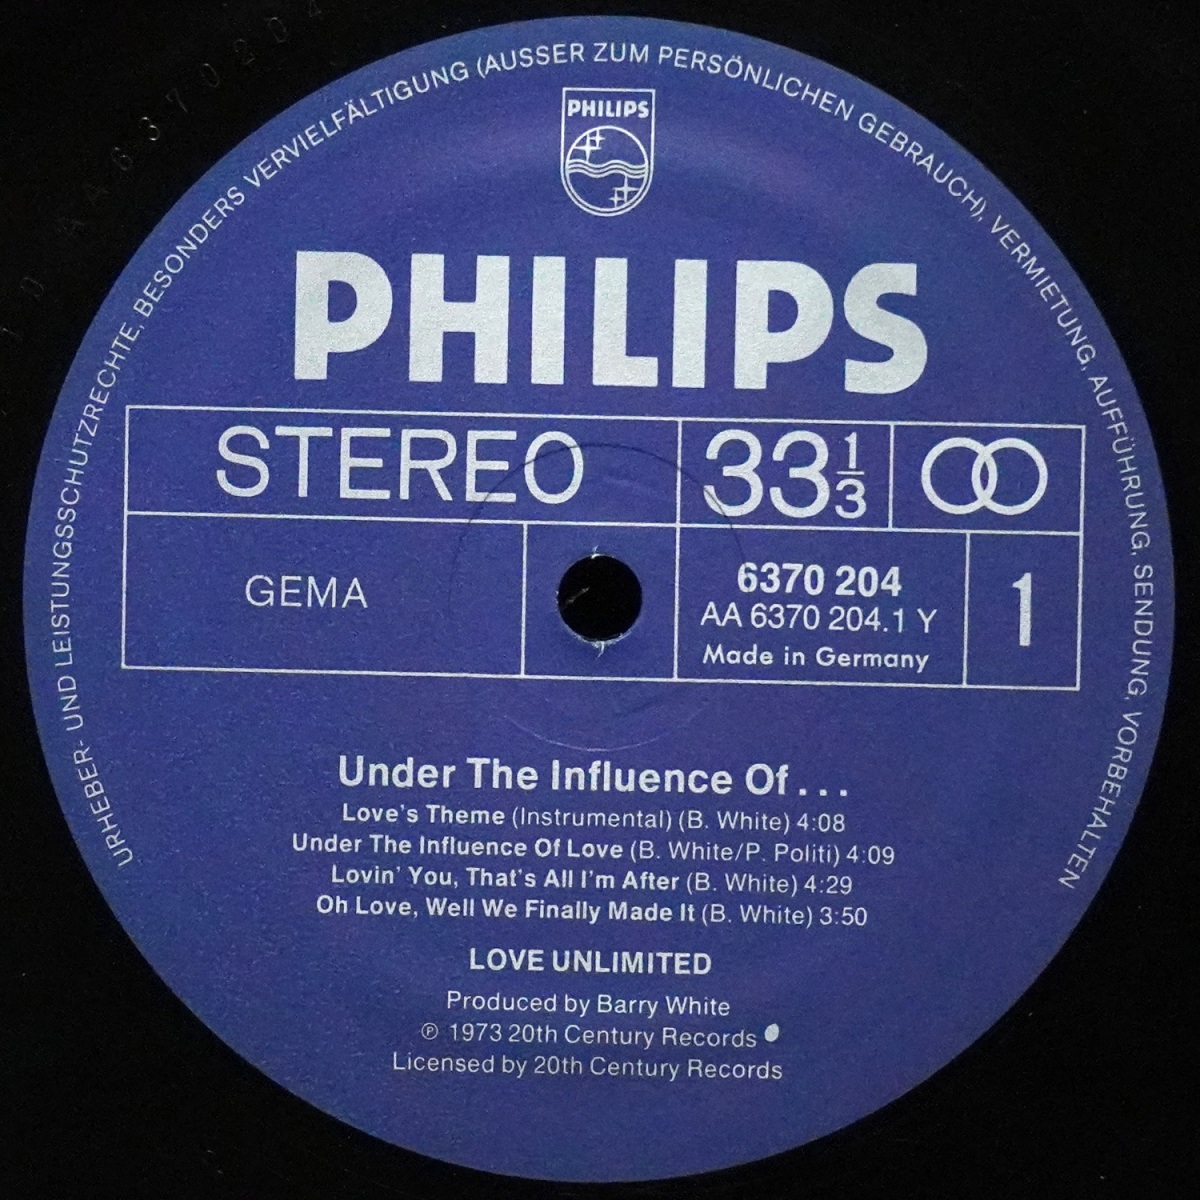 URHEBER- UND LEISTUNGSSCHUTZRECHTE, BESONDERS VERVIELFÄLTIGUNG (AUSSER ZUM PERSÖNLICHEN GEBRAUCH), VERMIETUNG, AUFFÜHRUNG, SENDUNG, VORBEHALTEN
PHILIPS
PHILIPS
STEREO 33 1/3
GEMA
6370 204
AA 6370 204.1 Y
Made in Germany
1
Under The Influence Of...
Love's Theme (Instrumental) (B. White) 4:08
Under The Influence Of Love (B. White/P. Politi) 4:09
Lovin' You, That's All I'm After (B. White) 4:29
Oh Love, Well We Finally Made It (B. White) 3:50
LOVE UNLIMITED
Produced by Barry White
℗ 1973 20th Century Records
Licensed by 20th Century Records